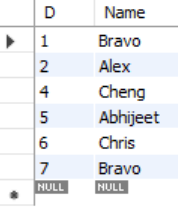 D Name
1 Bravo
2 Alex
4 Cheng
5 Abhijeet
6 Chris
7 Bravo
NULL NULL